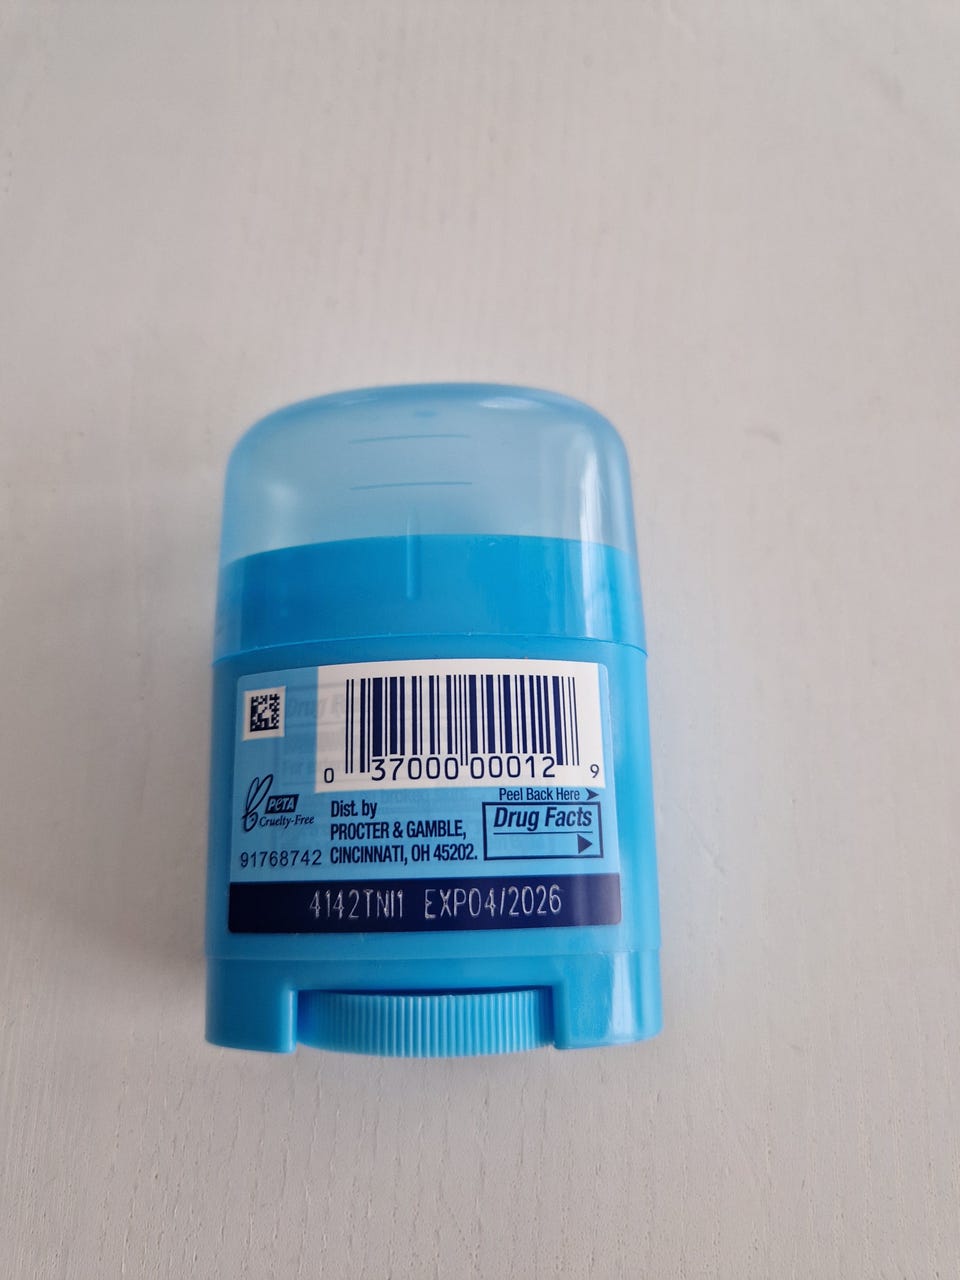 0 37000 00012 9
Peel Back Here
PETA
Cruelty-Free
Dist. by
PROCTER & GAMBLE,
CINCINNATI, OH 45202.
Drug Facts
91768742
4142TNI1 EXP04/2026